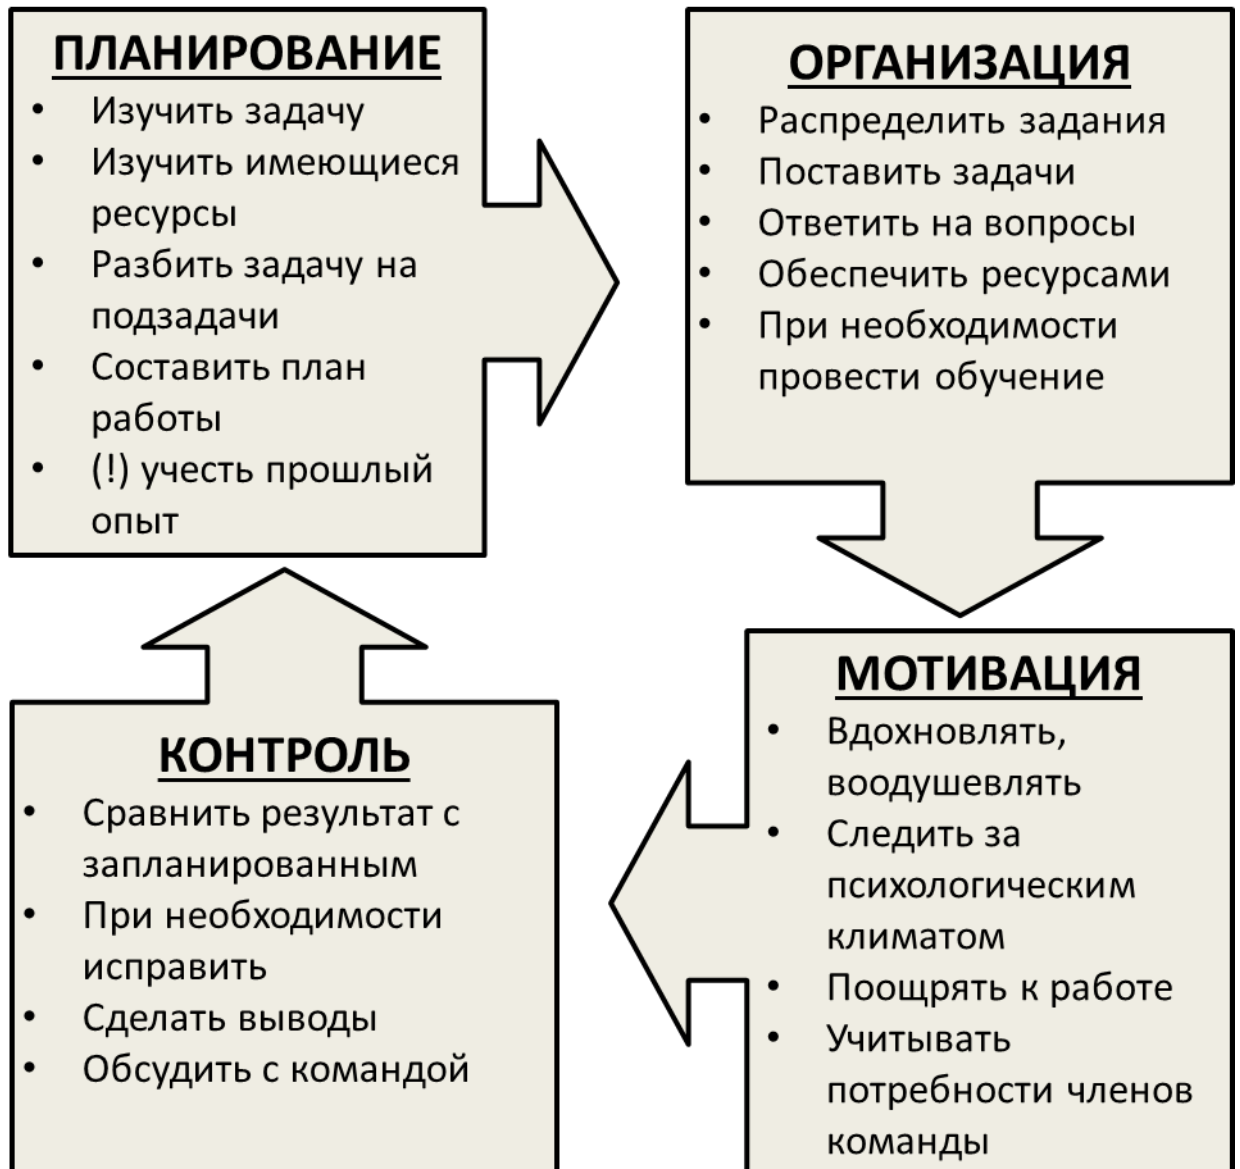 ПЛАНИРОВАНИЕ
• Изучить задачу
• Изучить имеющиеся
ресурсы
• Разбить задачу на
подзадачи
• Составить план
работы
• (!) учесть прошлый
опыт
ОРГАНИЗАЦИЯ
• Распределить задания
• Поставить задачи
• Ответить на вопросы
• Обеспечить ресурсами
• При необходимости
провести обучение
МОТИВАЦИЯ
• Вдохновлять,
воодушевлять
• Следить за
психологическим
климатом
• Поощрять к работе
• Учитывать
потребности членов
команды
КОНТРОЛЬ
• Сравнить результат с
запланированным
• При необходимости
исправить
• Сделать выводы
• Обсудить с командой